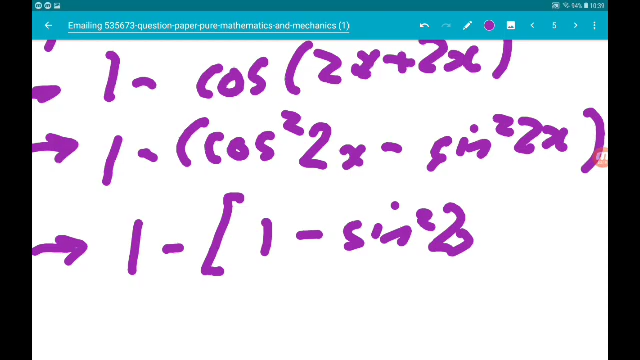 94% 10:39
Emailing 535673-question-paper-pure-mathematics-and-mechanics (1)
5
1 - cos(2x+2x)
→ 1 - (cos²2x - sin²2x)
→ 1 - [ 1 - sin²2